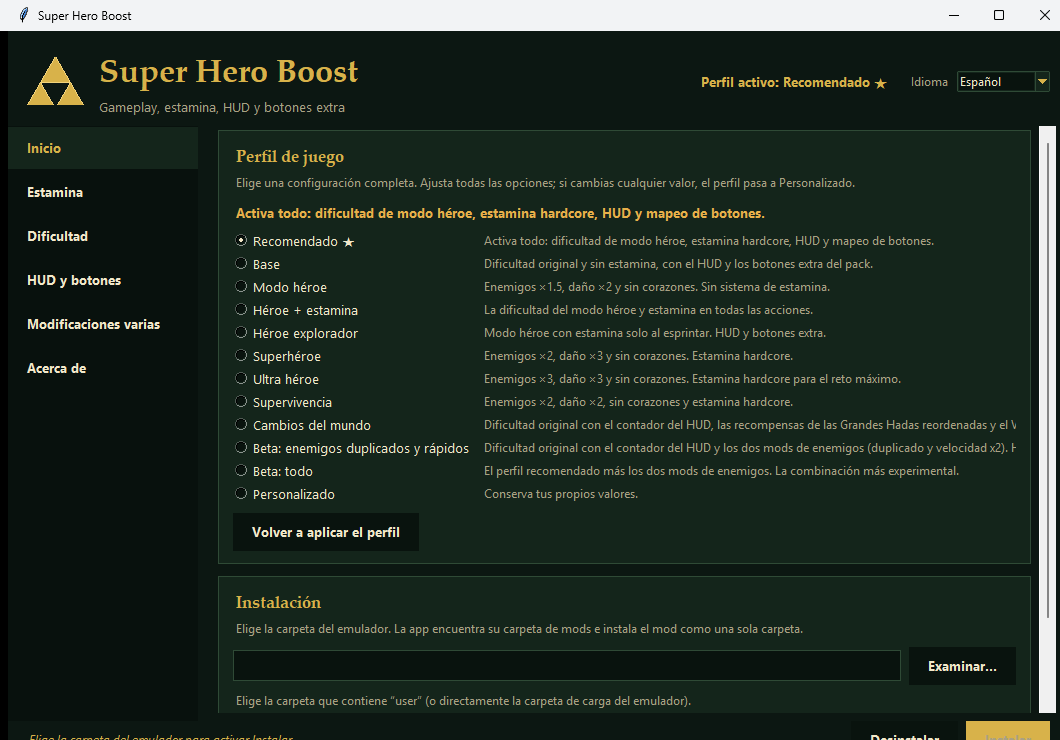 Super Hero Boost
Super Hero Boost
Gameplay, estamina, HUD y botones extra
Perfil activo: Recomendado ★
Idioma
Español
Inicio
Estamina
Dificultad
HUD y botones
Modificaciones varias
Acerca de
Perfil de juego
Elige una configuración completa. Ajusta todas las opciones; si cambias cualquier valor, el perfil pasa a Personalizado.
Activa todo: dificultad de modo héroe, estamina hardcore, HUD y mapeo de botones.
Recomendado ★ Activa todo: dificultad de modo héroe, estamina hardcore, HUD y mapeo de botones.
Base Dificultad original y sin estamina, con el HUD y los botones extra del pack.
Modo héroe Enemigos ×1.5, daño ×2 y sin corazones. Sin sistema de estamina.
Héroe + estamina La dificultad del modo héroe y estamina en todas las acciones.
Héroe explorador Modo héroe con estamina solo al esprintar. HUD y botones extra.
Superhéroe Enemigos ×2, daño ×3 y sin corazones. Estamina hardcore.
Ultra héroe Enemigos ×3, daño ×3 y sin corazones. Estamina hardcore para el reto máximo.
Supervivencia Enemigos ×2, daño ×2, sin corazones y estamina hardcore.
Cambios del mundo Dificultad original con el contador del HUD, las recompensas de las Grandes Hadas reordenadas y el
Beta: enemigos duplicados y rápidos Dificultad original con el contador del HUD y los dos mods de enemigos (duplicado y velocidad x2).
Beta: todo El perfil recomendado más los dos mods de enemigos. La combinación más experimental.
Personalizado Conserva tus propios valores.
Volver a aplicar el perfil
Instalación
Elige la carpeta del emulador. La app encuentra su carpeta de mods e instala el mod como una sola carpeta.
Examinar...
Elige la carpeta que contiene "user" (o directamente la carpeta de carga del emulador).
Elige la carpeta del emulador para activar Instalar.
Desinstalar
Instalar